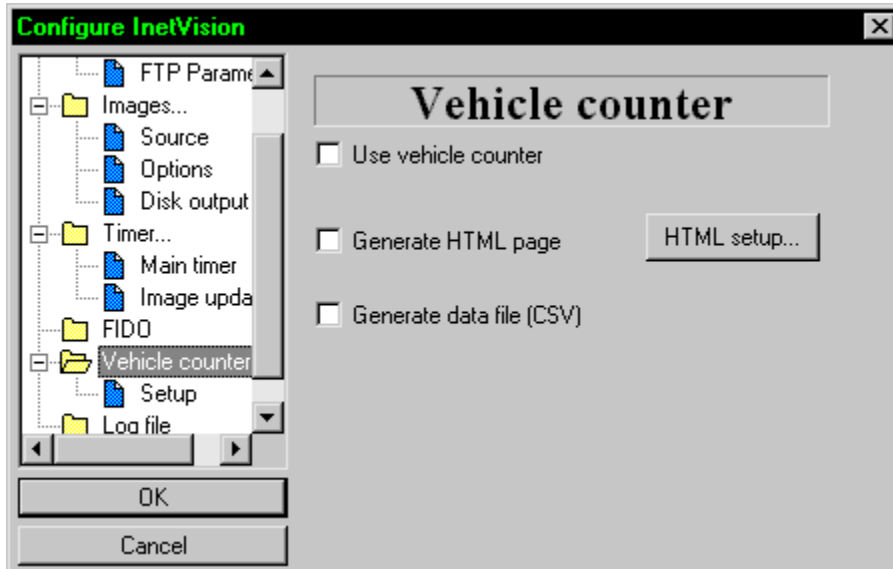 Configure InetVision
FTP Parame
Images...
Source
Options
Disk output
Timer...
Main timer
Image upda
FIDO
Vehicle counter
Setup
Log file
OK
Cancel
Vehicle counter
Use vehicle counter
Generate HTML page
HTML setup...
Generate data file (CSV)